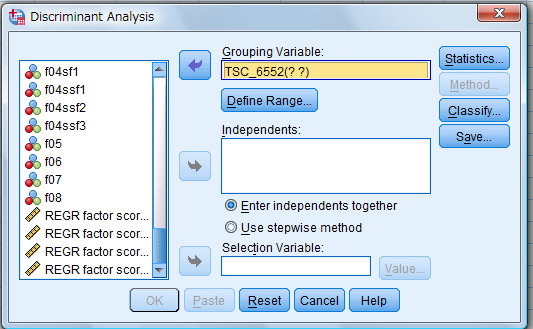 Discriminant Analysis
f04sf1
f04ssf1
f04ssf2
f04ssf3
f05
f06
f07
f08
REGR factor scor...
REGR factor scor...
REGR factor scor...
REGR factor scor...
Grouping Variable:
TSC_6552(? ?)
Define Range...
Independents:
Enter independents together
Use stepwise method
Selection Variable:
Value...
Statistics...
Method...
Classify...
Save...
OK
Paste
Reset
Cancel
Help